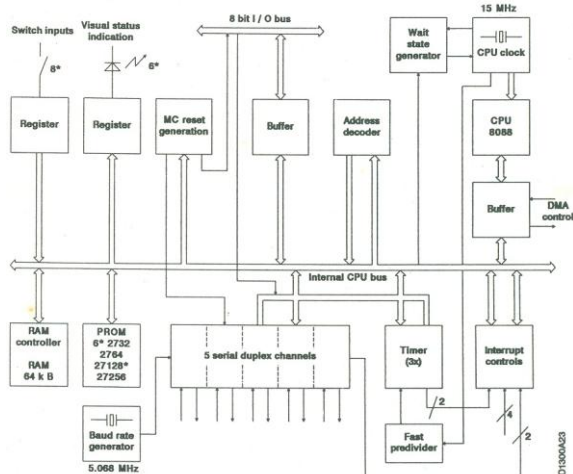 Switch inputs
Visual status
indication
8 bit I / O bus
15 MHz
8*
6*
Wait
state
generator
CPU clock
Register
Register
MC reset
generation
Buffer
Address
decoder
CPU
8088
Buffer
DMA
control
Internal CPU bus
RAM
controller
RAM
64 k B
PROM
6* 2732
2764
27128*
27256
5 serial duplex channels
Timer
(3x)
Interrupt
controls
2
4
2
Baud rate
generator
5.068 MHz
Fast
predivider
D1300A23